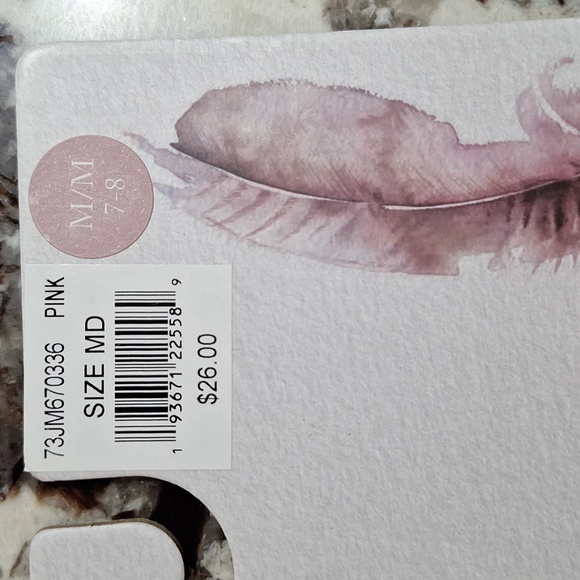 M/M
7-8
73JM670336 PINK
SIZE MD
1 93671 22558 9
$26.00